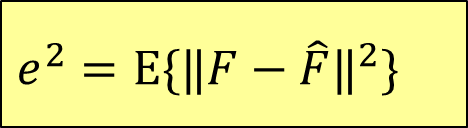 e² = E{‖F − F̂‖²}